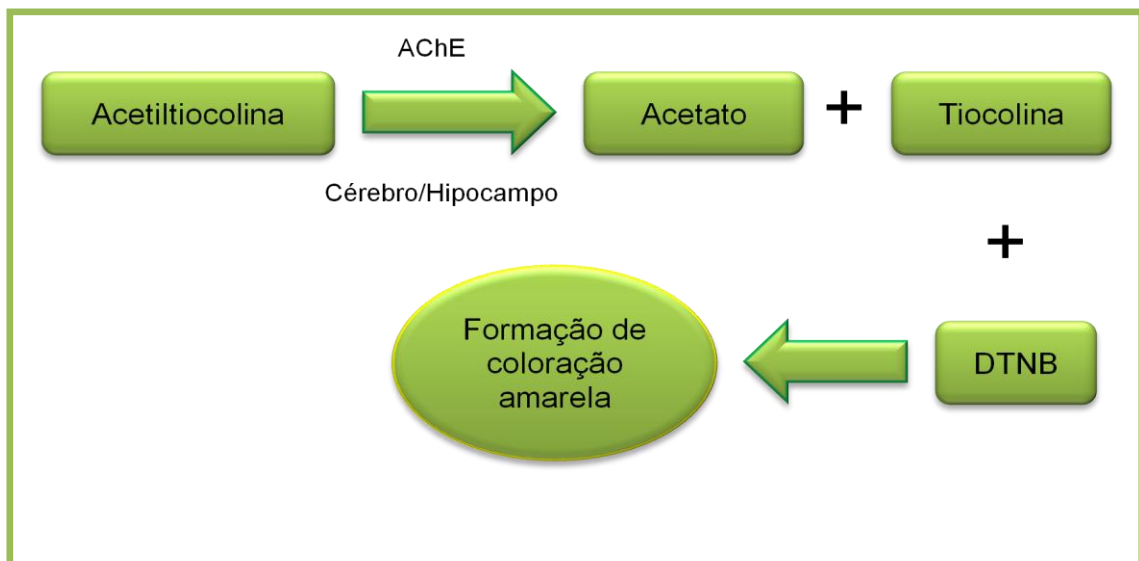 AChE
Acetiltiocolina
Acetato
+
Tiocolina
Cérebro/Hipocampo
+
Formação de
coloração
amarela
DTNB